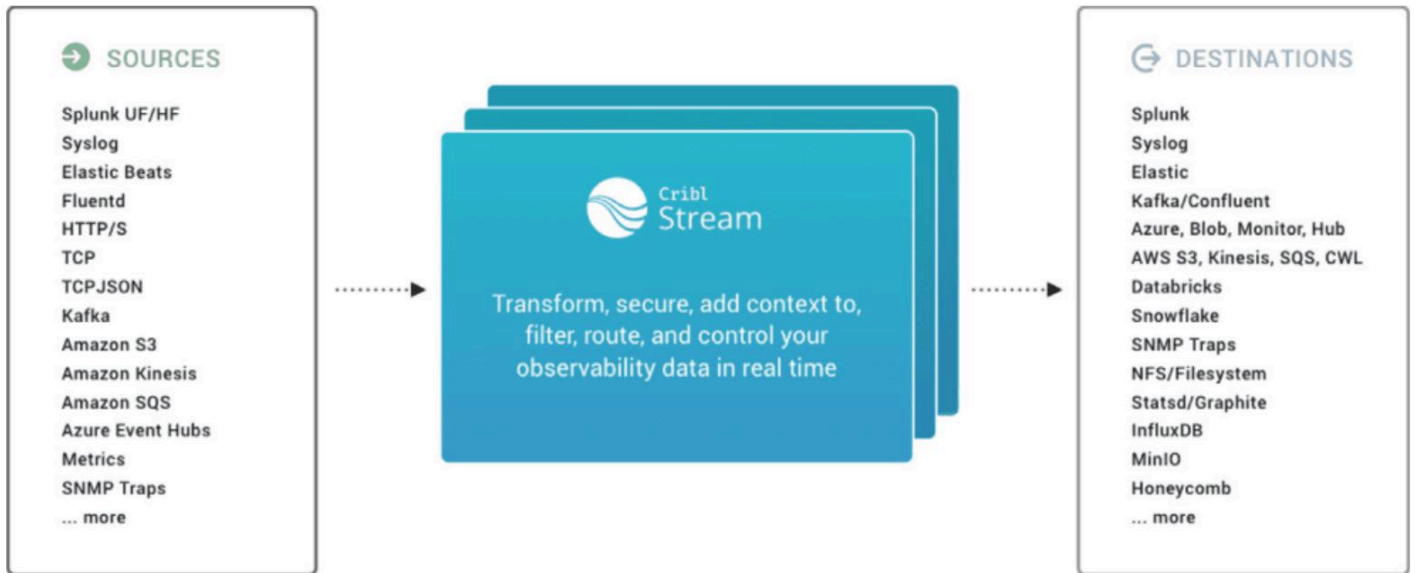 SOURCES
Splunk UF/HF
Syslog
Elastic Beats
Fluentd
HTTP/S
TCP
TCPJSON
Kafka
Amazon S3
Amazon Kinesis
Amazon SQS
Azure Event Hubs
Metrics
SNMP Traps
... more
Cribl
Stream
Transform, secure, add context to,
filter, route, and control your
observability data in real time
DESTINATIONS
Splunk
Syslog
Elastic
Kafka/Confluent
Azure, Blob, Monitor, Hub
AWS S3, Kinesis, SQS, CWL
Databricks
Snowflake
SNMP Traps
NFS/Filesystem
Statsd/Graphite
InfluxDB
MinIO
Honeycomb
... more